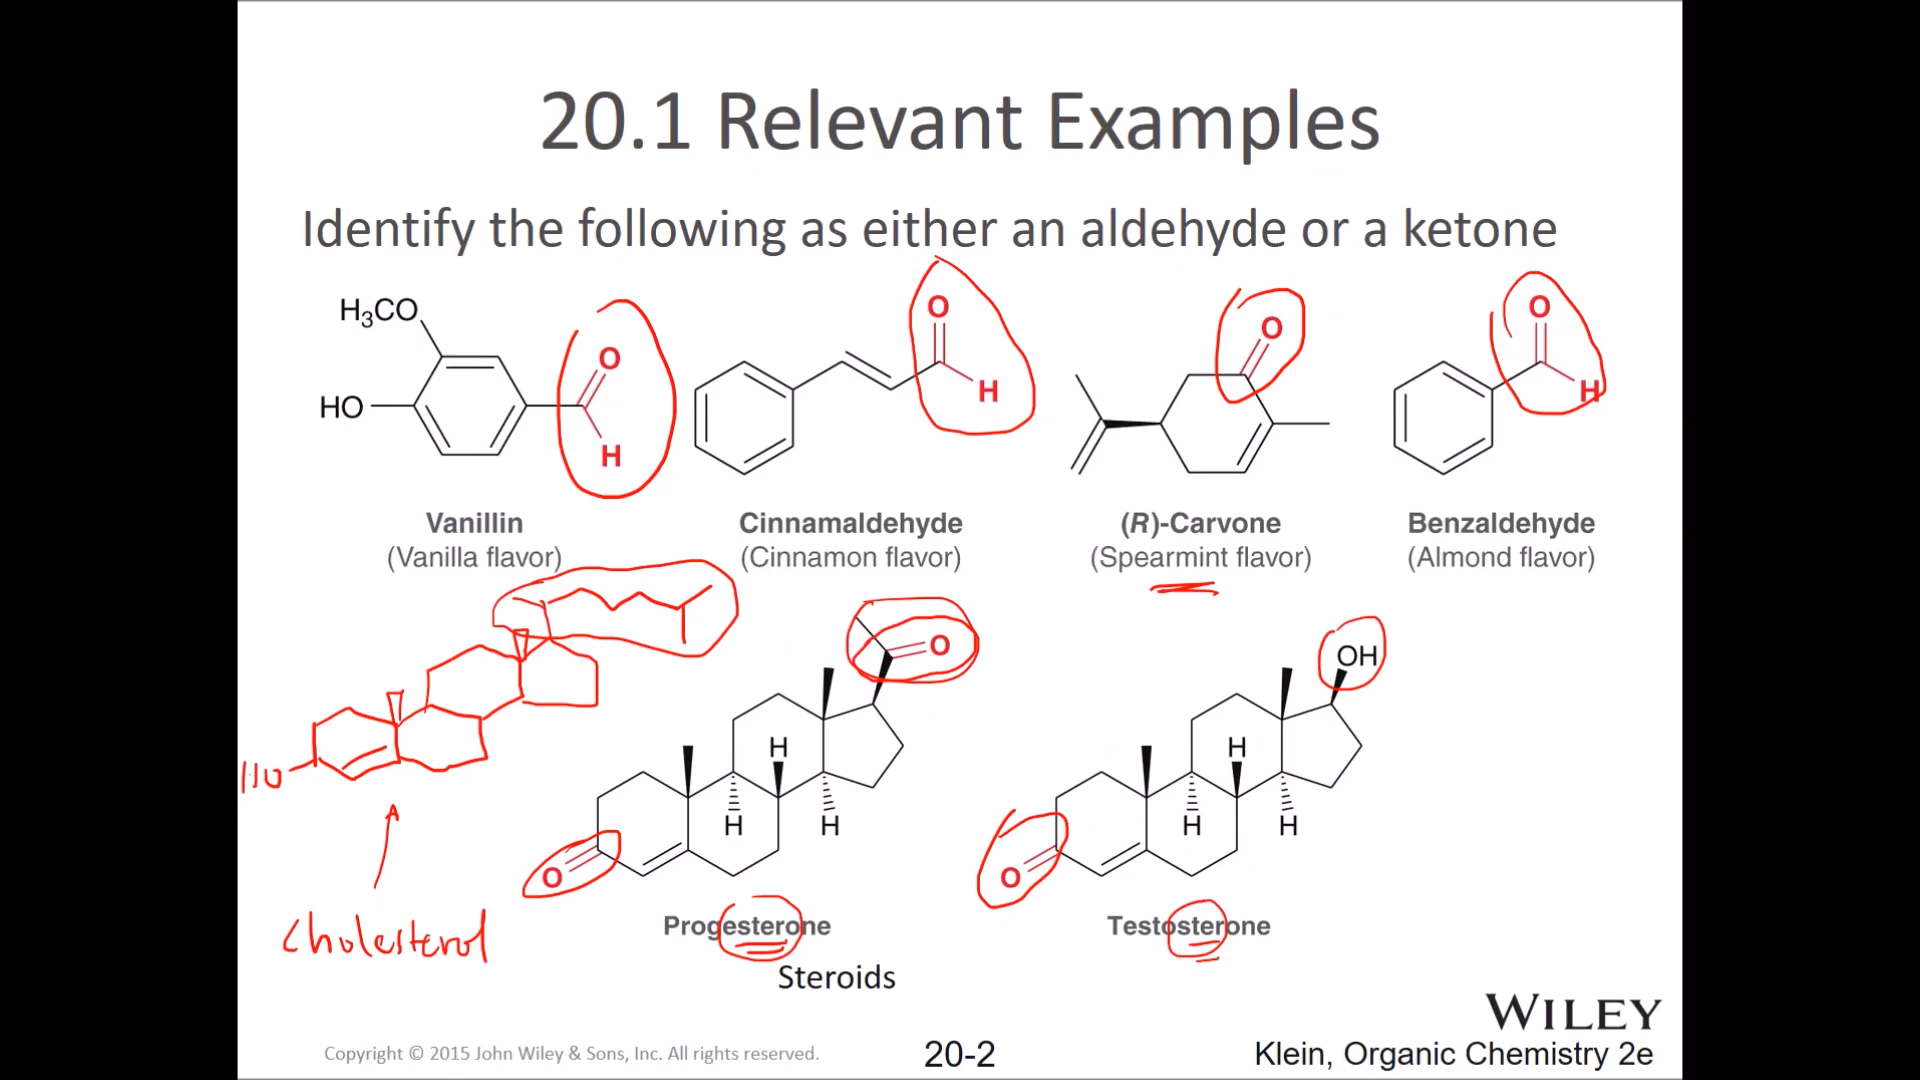 20.1 Relevant Examples
Identify the following as either an aldehyde or a ketone
H₃CO
HO
O
H
O
H
O
O
H
Vanillin
(Vanilla flavor)
Cinnamaldehyde
(Cinnamon flavor)
(R)-Carvone
(Spearmint flavor)
Benzaldehyde
(Almond flavor)
HO
Cholesterol
O
H
H
H
O
Progesterone
OH
H
H
H
O
Testosterone
Steroids
WILEY
Copyright © 2015 John Wiley & Sons, Inc. All rights reserved.
20-2
Klein, Organic Chemistry 2e